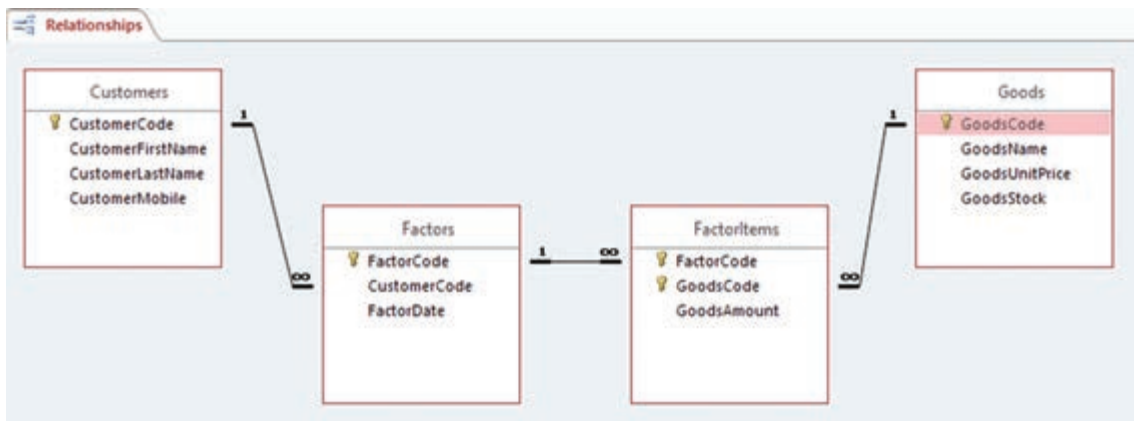 Relationships
Customers
CustomerCode
CustomerFirstName
CustomerLastName
CustomerMobile
1
∞
Factors
FactorCode
CustomerCode
FactorDate
1
∞
FactorItems
FactorCode
GoodsCode
GoodsAmount
1
∞
Goods
GoodsCode
GoodsName
GoodsUnitPrice
GoodsStock